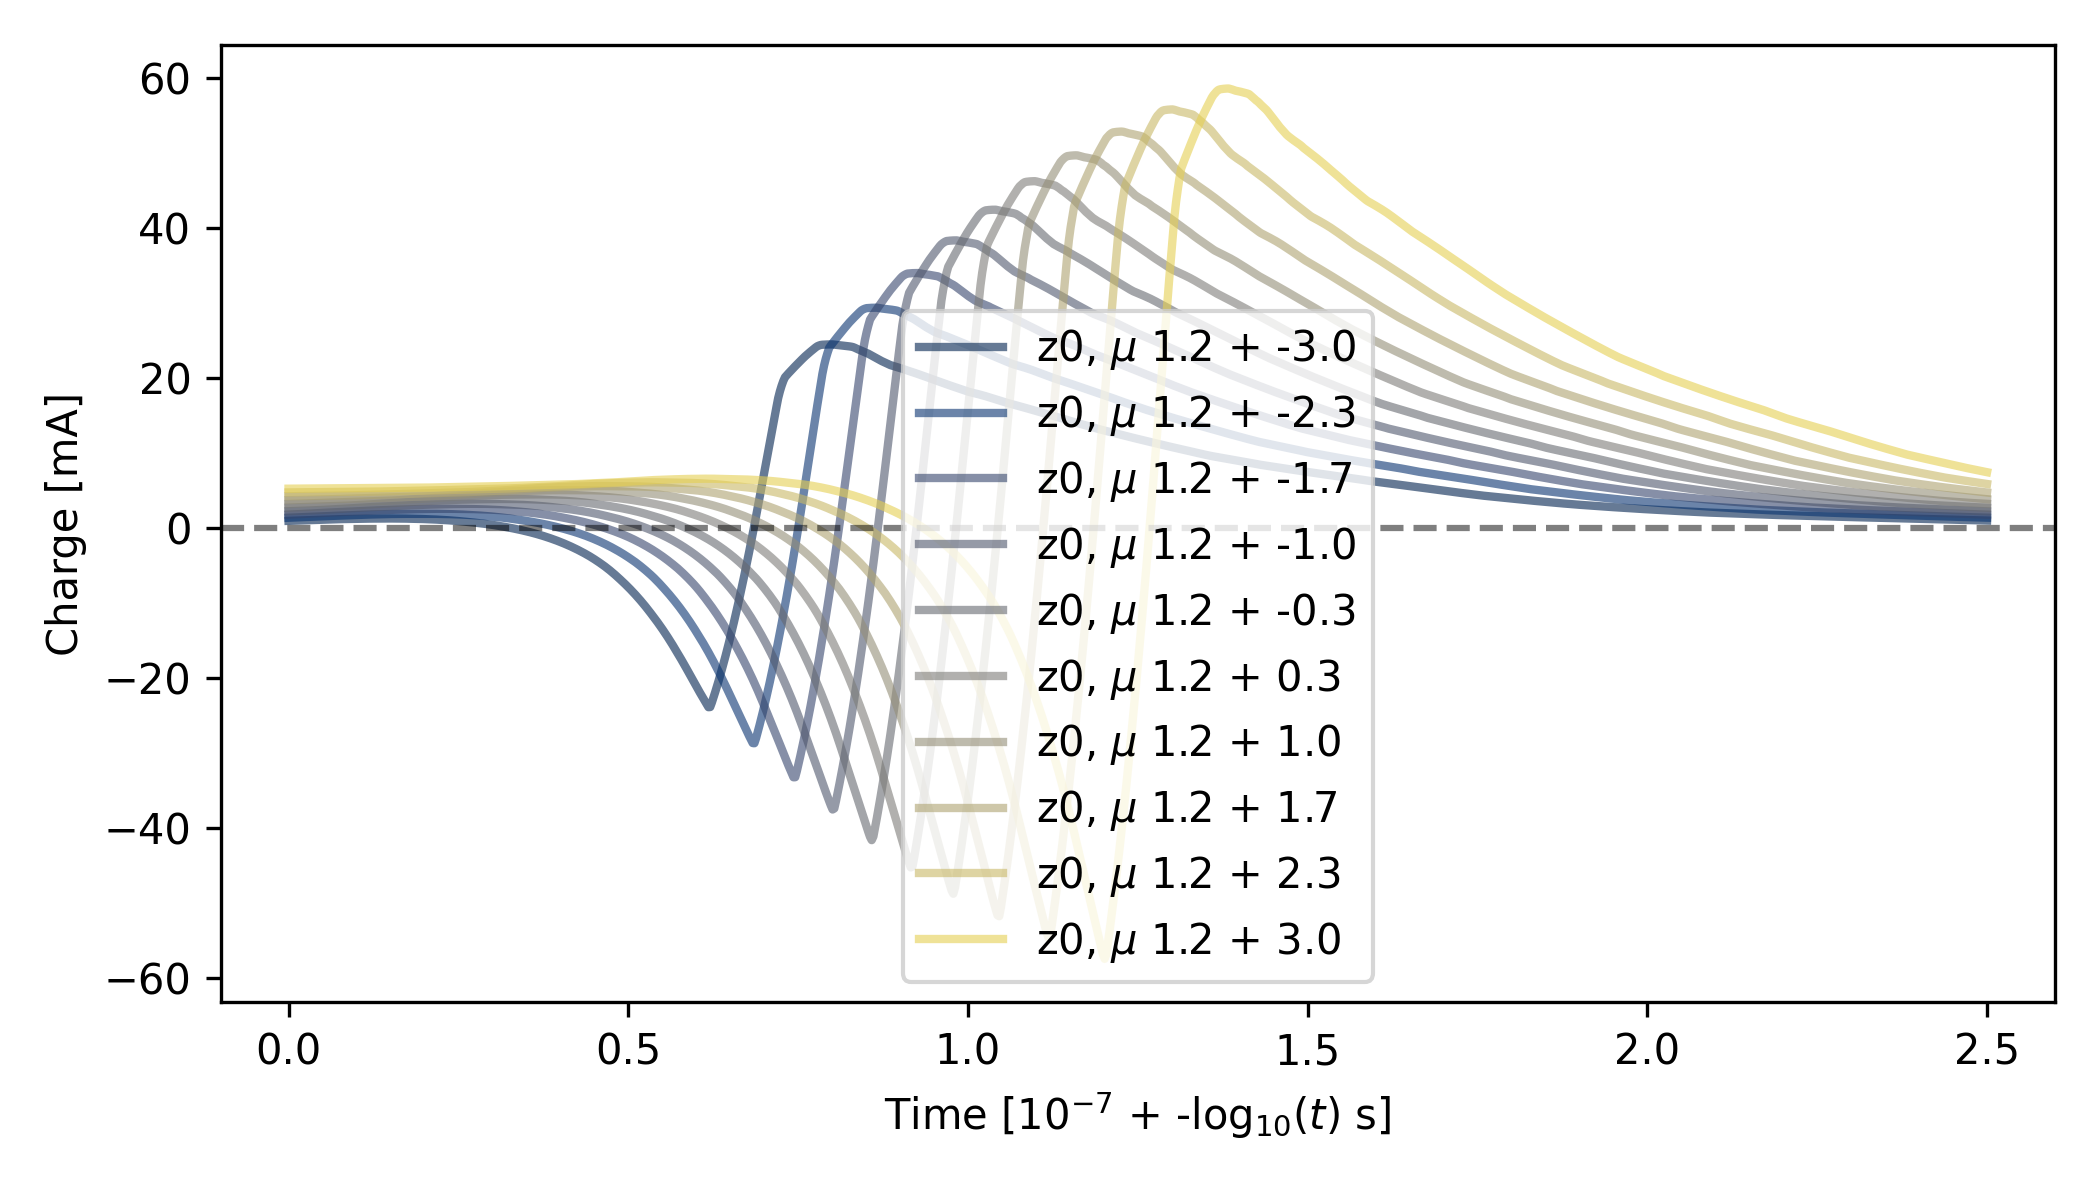 60
40
20
0
−20
−40
−60
Charge [mA]
z0, μ 1.2 + -3.0
z0, μ 1.2 + -2.3
z0, μ 1.2 + -1.7
z0, μ 1.2 + -1.0
z0, μ 1.2 + -0.3
z0, μ 1.2 + 0.3
z0, μ 1.2 + 1.0
z0, μ 1.2 + 1.7
z0, μ 1.2 + 2.3
z0, μ 1.2 + 3.0
0.0 0.5 1.0 1.5 2.0 2.5
Time [10⁻⁷ + -log₁₀(t) s]